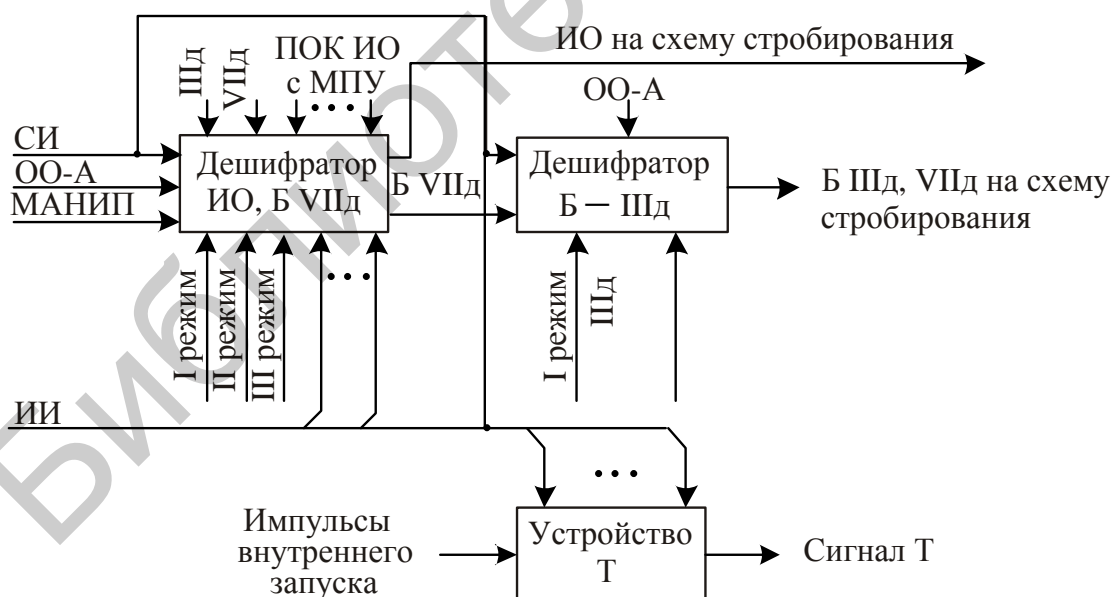 ПОК ИО
с МПУ
IIIд
VIIд
ИО на схему стробирования
ОО-А
СИ
ОО-А
МАНИП
Дешифратор
ИО, Б VIIд
Б VIIд
Дешифратор
Б — IIIд
Б IIIд, VIIд на схему
стробирования
I режим
II режим
III режим
I режим
IIIд
ИИ
Импульсы
внутреннего
запуска
Устройство
Т
Сигнал Т
Библиоте